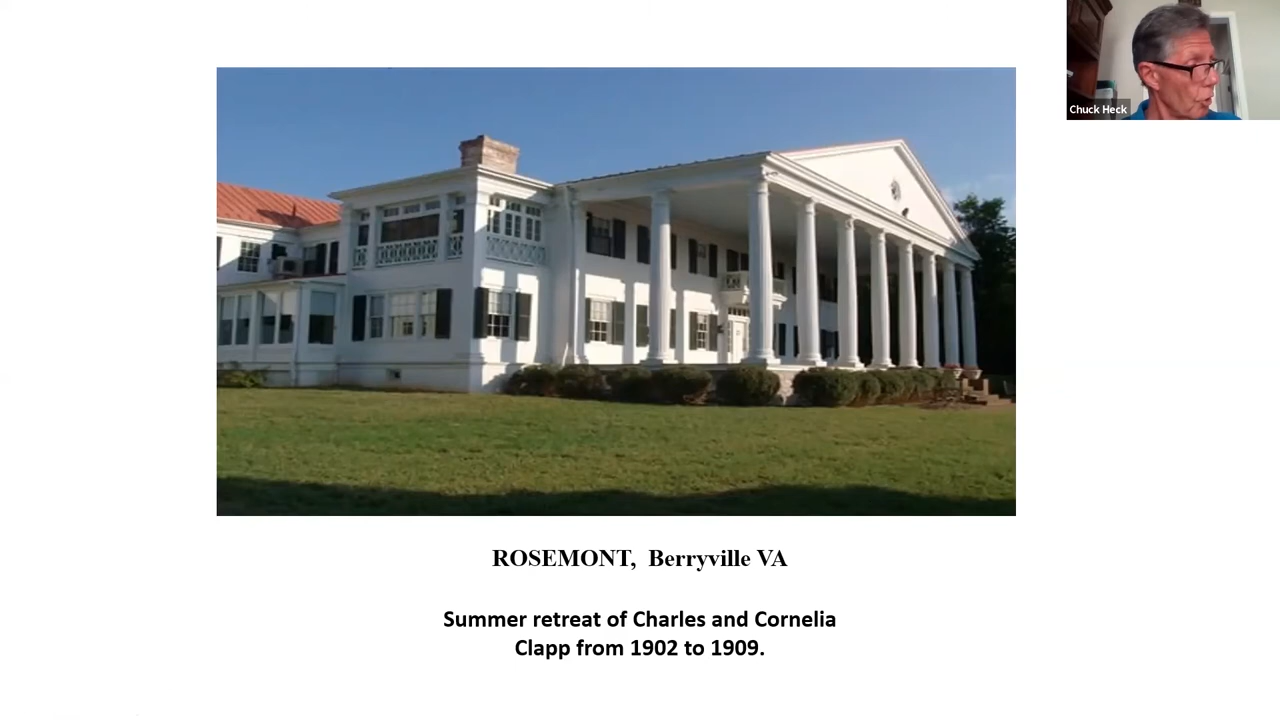 Chuck Heck
ROSEMONT, Berryville VA
Summer retreat of Charles and Cornelia
Clapp from 1902 to 1909.